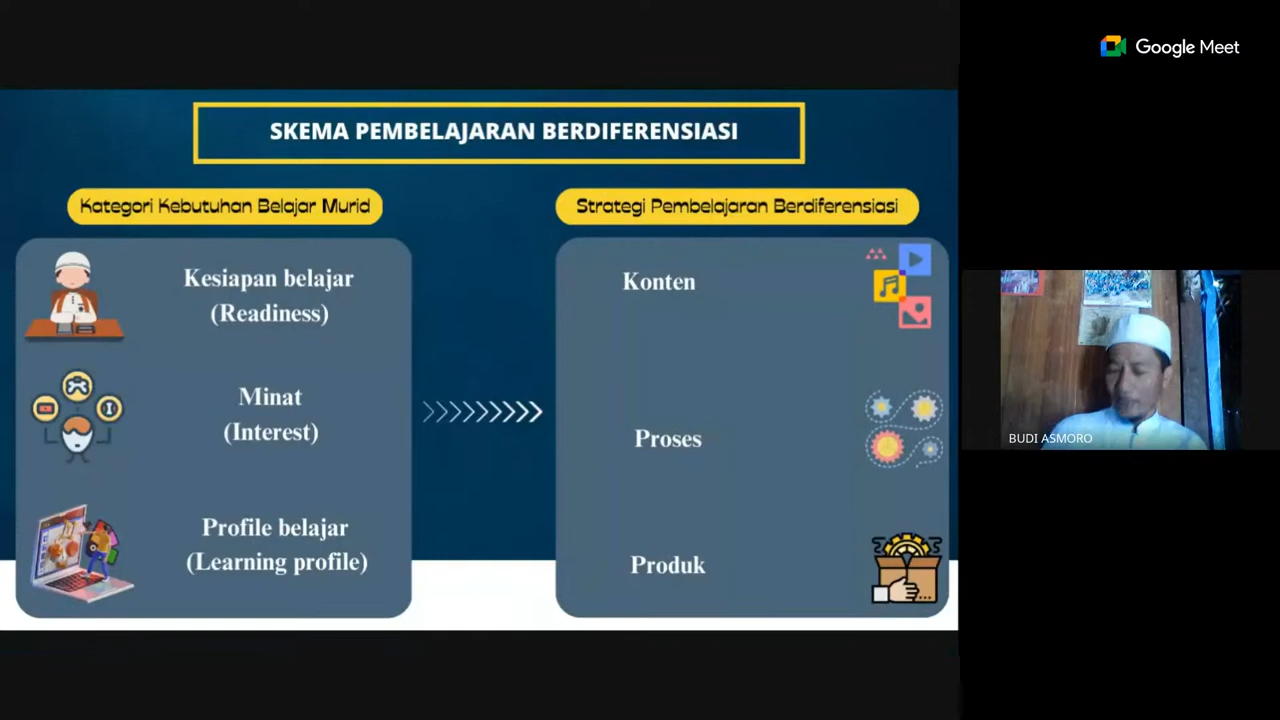 Google Meet
SKEMA PEMBELAJARAN BERDIFERENSIASI
Kategori Kebutuhan Belajar Murid
Kesiapan belajar
(Readiness)
Minat
(Interest)
Profile belajar
(Learning profile)
Strategi Pembelajaran Berdiferensiasi
Konten
Proses
Produk
BUDI ASMORO